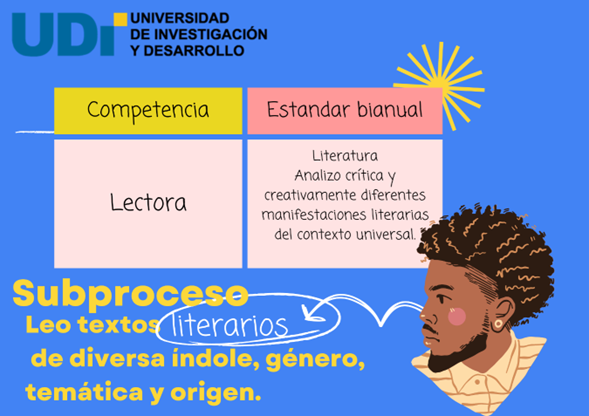 UDI
UNIVERSIDAD
DE INVESTIGACIÓN
Y DESARROLLO
Competencia
Estandar bianual
Lectora
Literatura
Analizo crítica y
creativamente diferentes
manifestaciones literarias
del contexto universal.
Subproceso
Leo textos literarios
de diversa índole, género,
temática y origen.